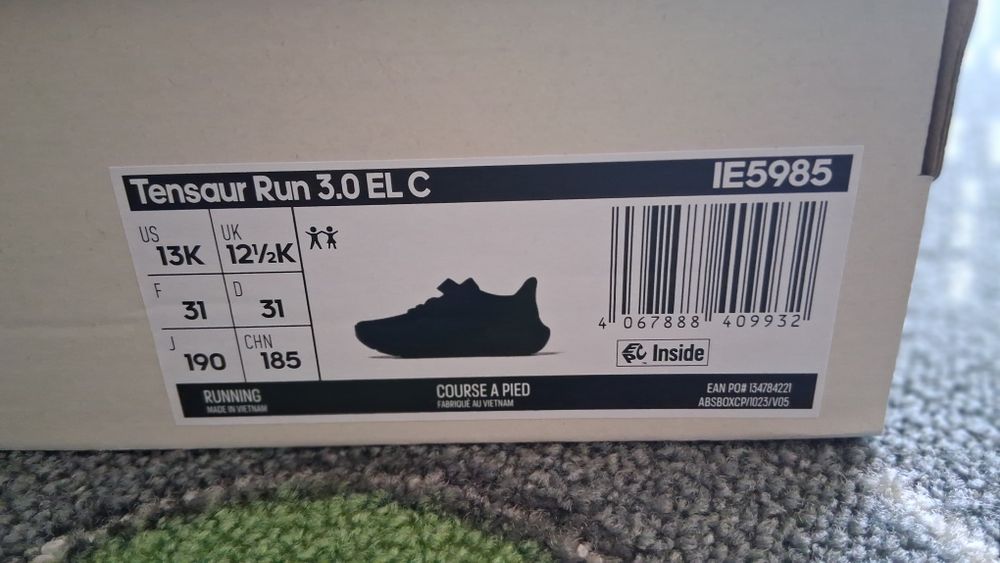 Tensaur Run 3.0 EL C
IE5985
US 13K
UK 12½K
F 31
D 31
J 190
CHN 185
4 067888 409932
EPC Inside
RUNNING
MADE IN VIETNAM
COURSE A PIED
FABRIQUÉ AU VIETNAM
EAN PO# 134784221
ABSBOXCP/1023/V05